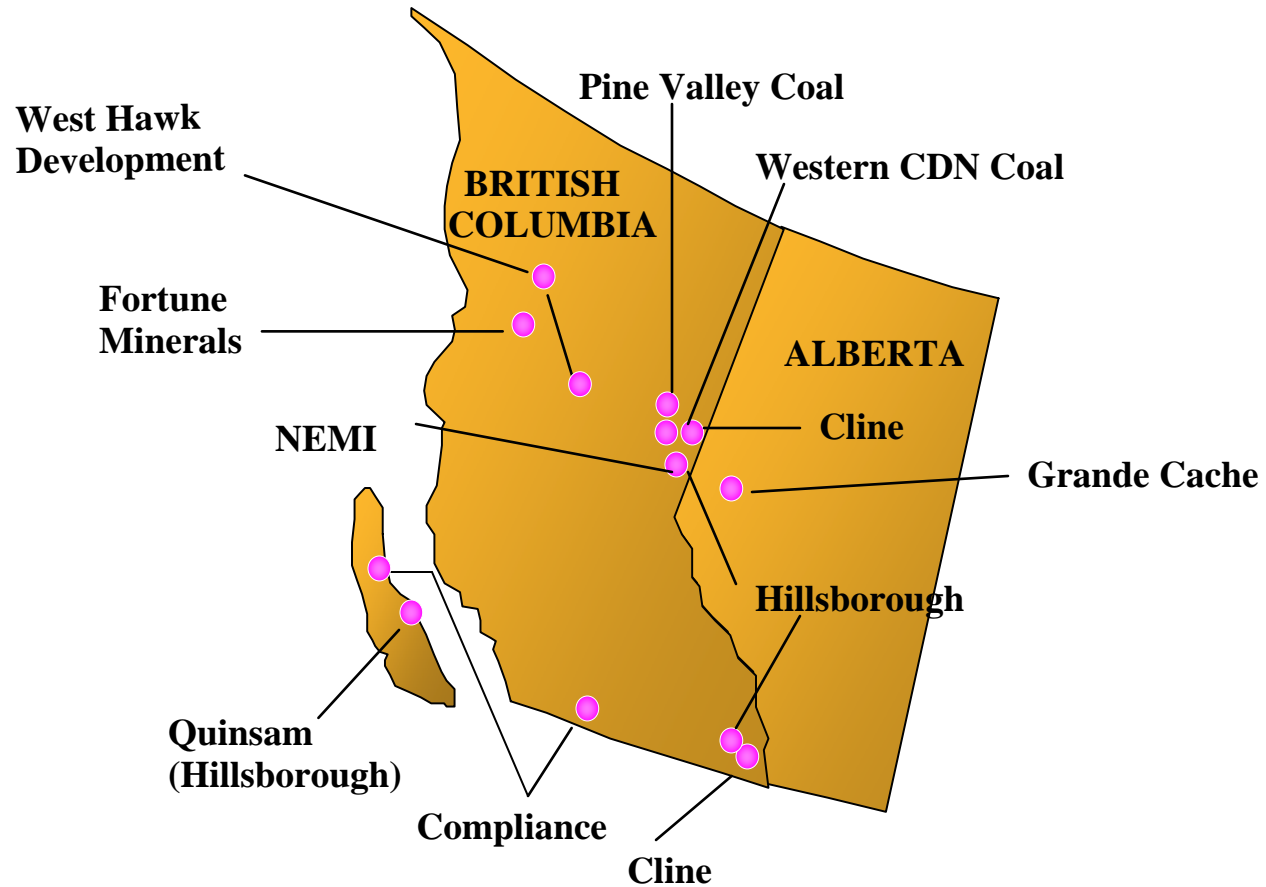 Pine Valley Coal
West Hawk
Development
Western CDN Coal
BRITISH
COLUMBIA
Fortune
Minerals
ALBERTA
NEMI
Cline
Grande Cache
Hillsborough
Quinsam
(Hillsborough)
Compliance
Cline